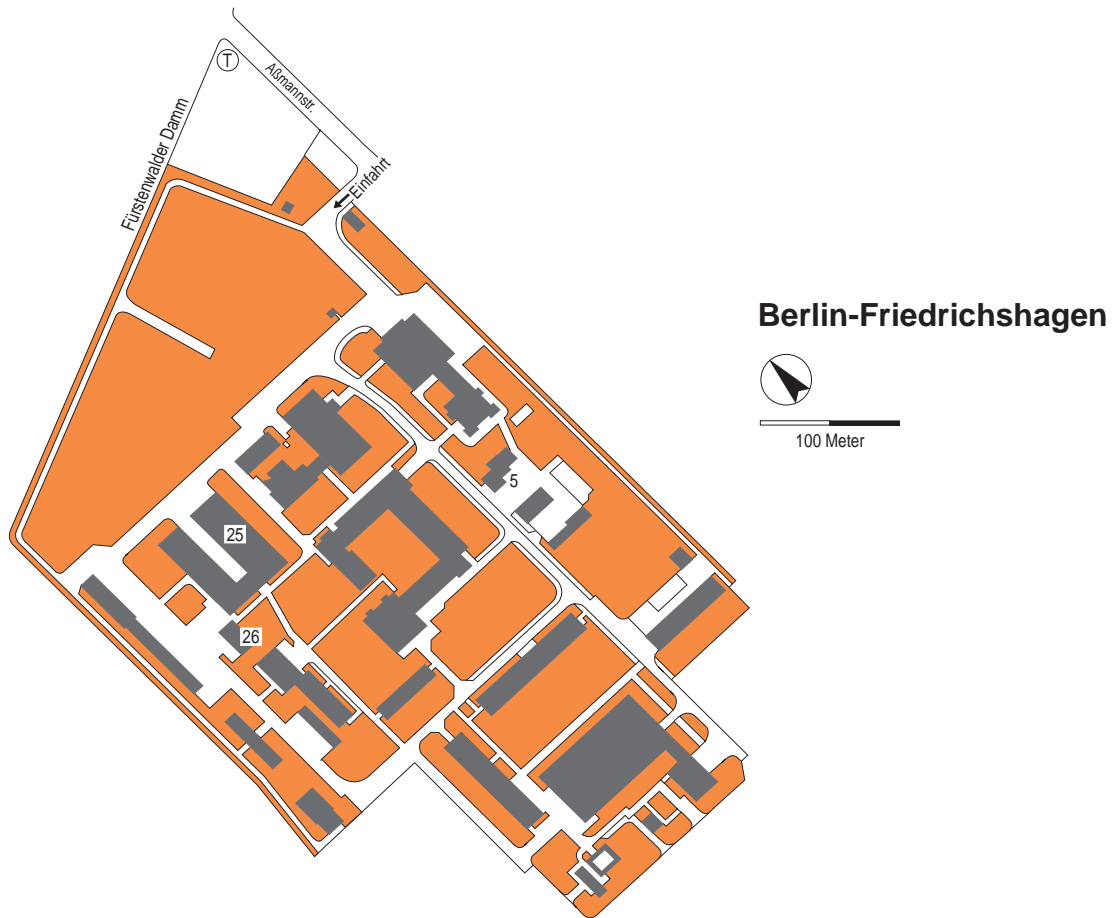 T
Aßmannstr.
Fürstenwalder Damm
Einfahrt
Berlin-Friedrichshagen
100 Meter
5
25
26